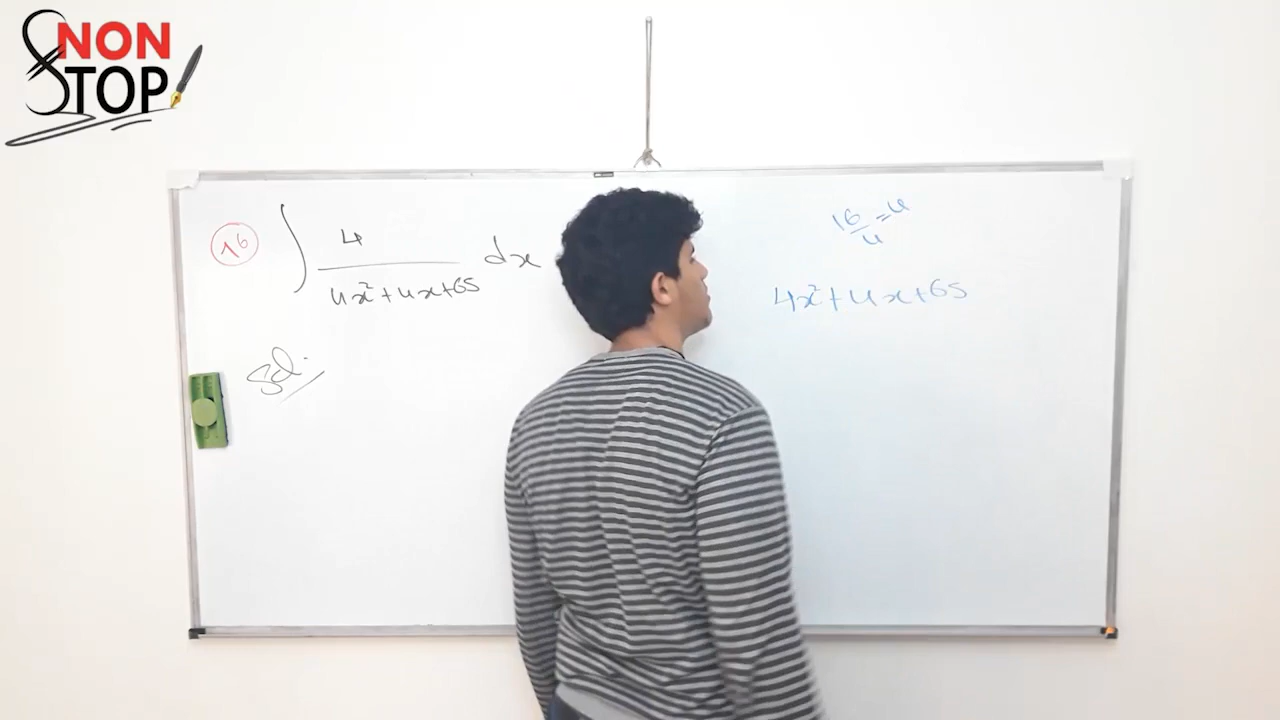 NON
STOP
16 ∫ 4 / 4x²+4x+65 dx
Sol.
16/4 = 4
4x²+4x+65